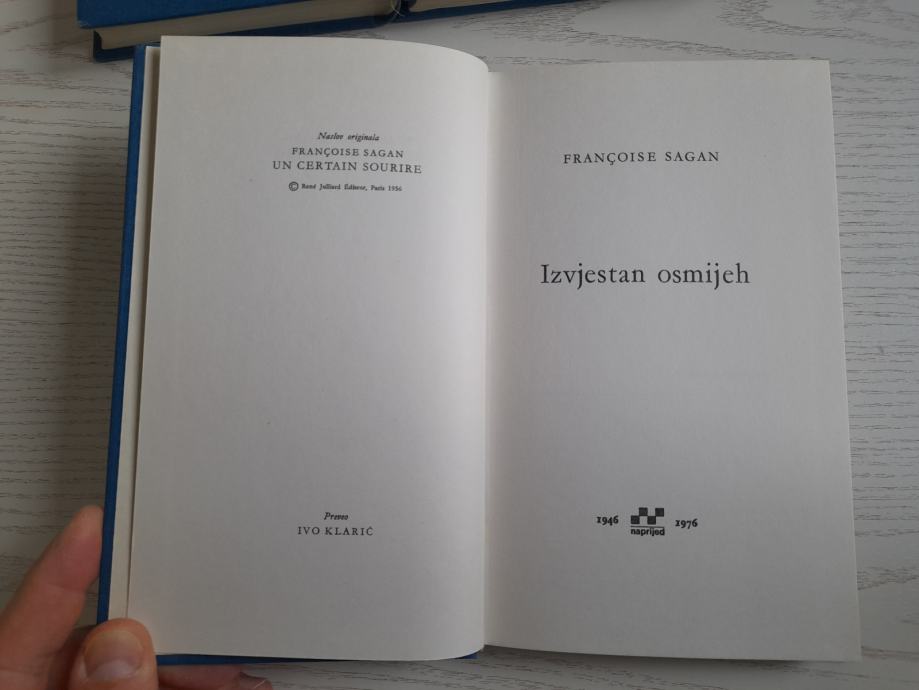 Naslov originala
FRANÇOISE SAGAN
UN CERTAIN SOURIRE
© René Julliard Éditeur, Paris 1956
Preveo
IVO KLARIĆ
FRANÇOISE SAGAN
Izvjestan osmijeh
1946 naprijed 1976